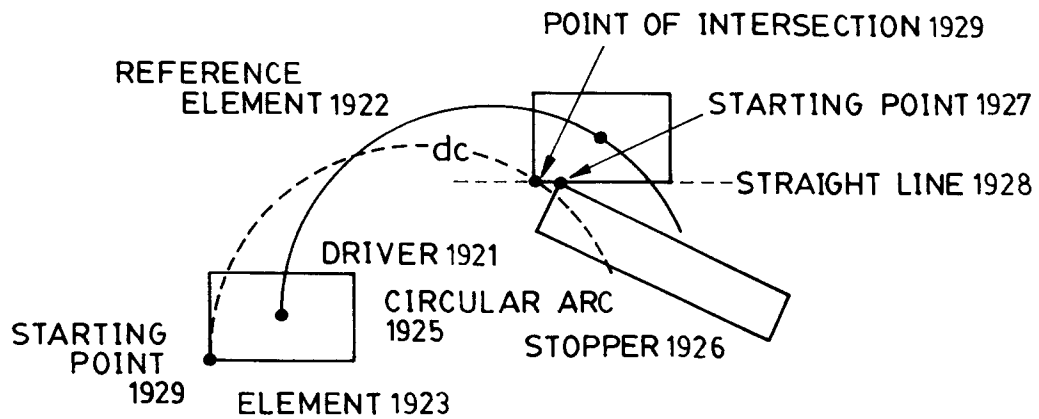 POINT OF INTERSECTION 1929
REFERENCE
ELEMENT 1922
STARTING POINT 1927
dc
STRAIGHT LINE 1928
DRIVER 1921
CIRCULAR ARC
1925
STARTING
POINT
1929
STOPPER 1926
ELEMENT 1923